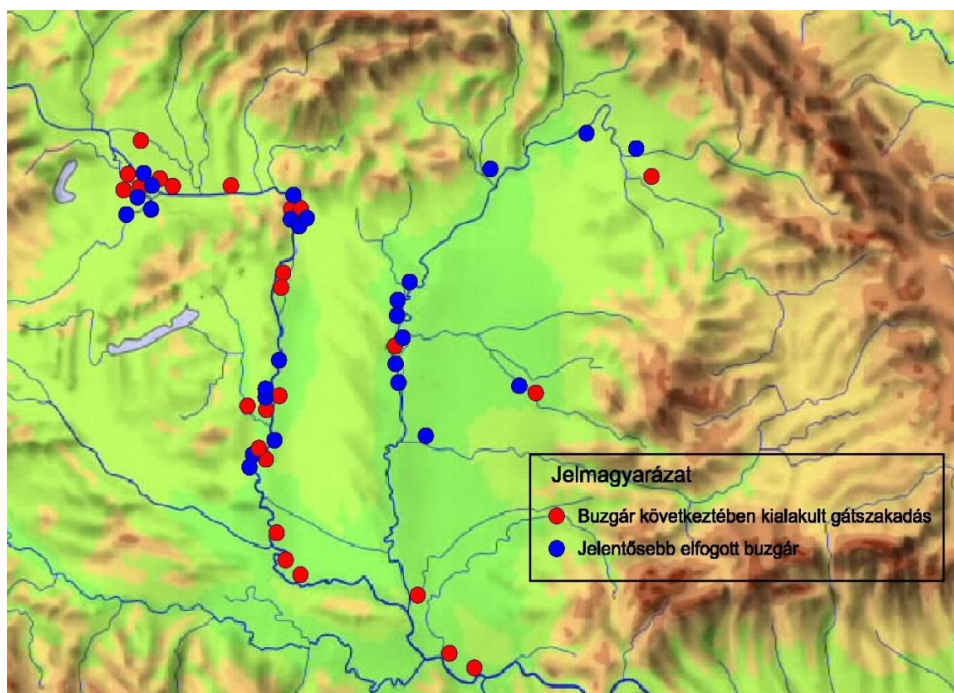 Jelmagyarázat
Buzgár következtében kialakult gátszakadás
Jelentősebb elfogott buzgár